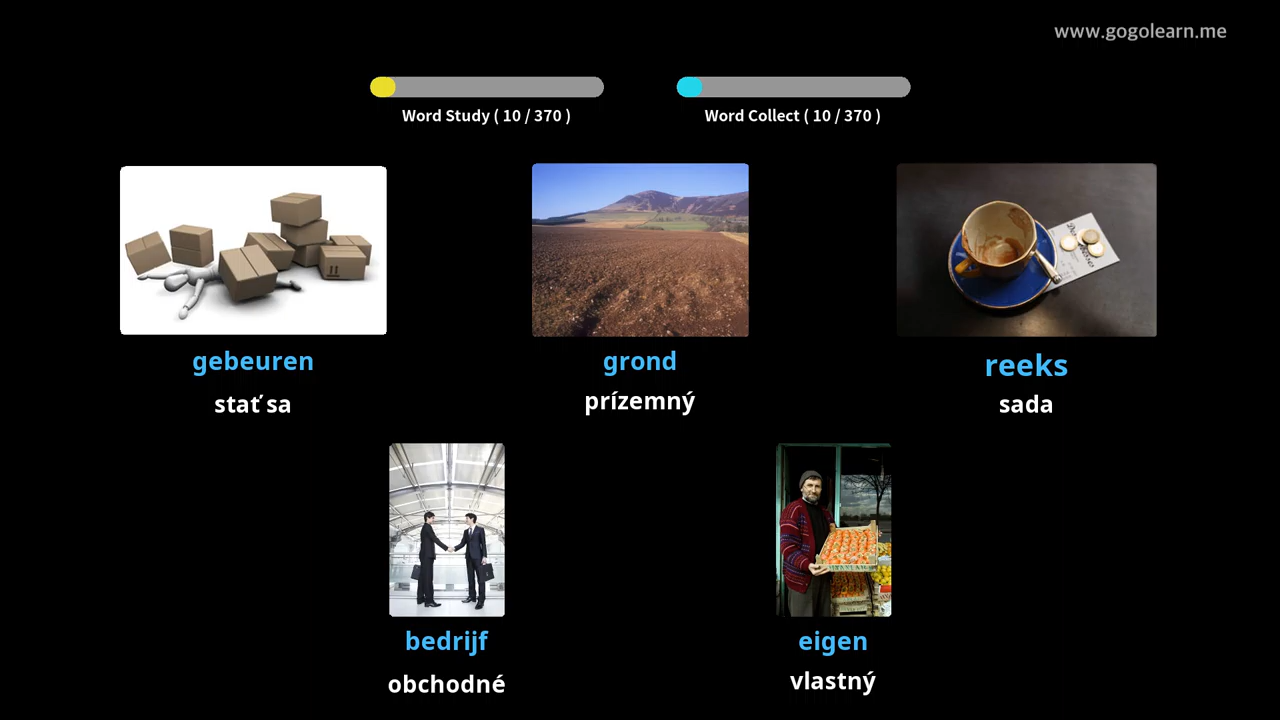 www.gogolearn.me
Word Study ( 10 / 370 )
Word Collect ( 10 / 370 )
gebeuren
stať sa
grond
prízemný
reeks
sada
bedrijf
obchodné
eigen
vlastný